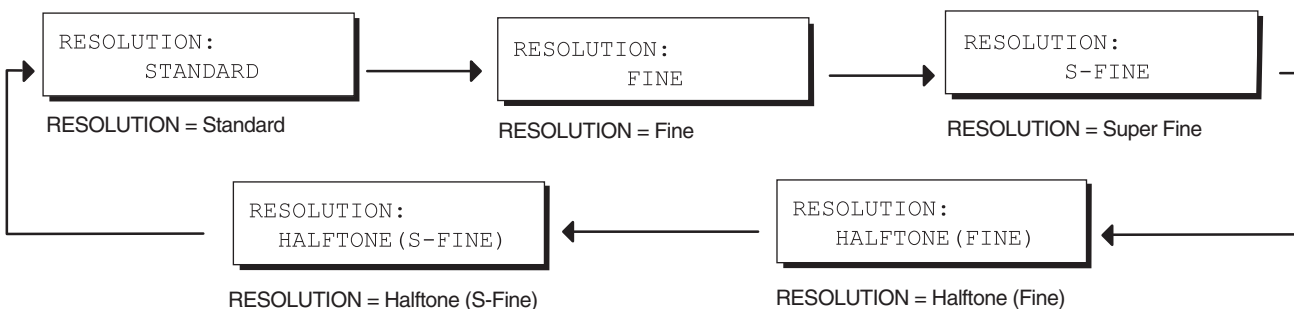 RESOLUTION:
STANDARD
RESOLUTION = Standard
RESOLUTION:
FINE
RESOLUTION = Fine
RESOLUTION:
S-FINE
RESOLUTION = Super Fine
RESOLUTION:
HALFTONE(FINE)
RESOLUTION = Halftone (Fine)
RESOLUTION:
HALFTONE(S-FINE)
RESOLUTION = Halftone (S-Fine)